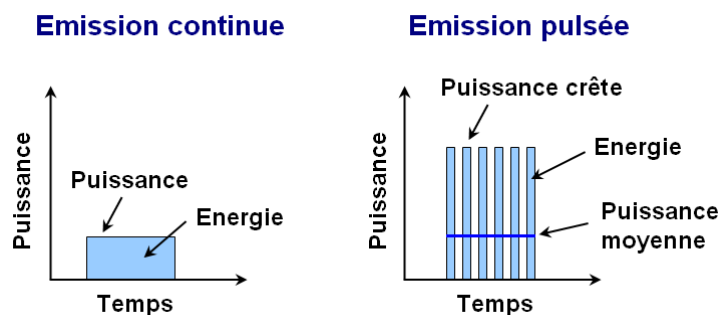 Emission continue
Puissance
Puissance
Energie
Temps
Emission pulsée
Puissance crête
Puissance
Energie
Puissance
moyenne
Temps